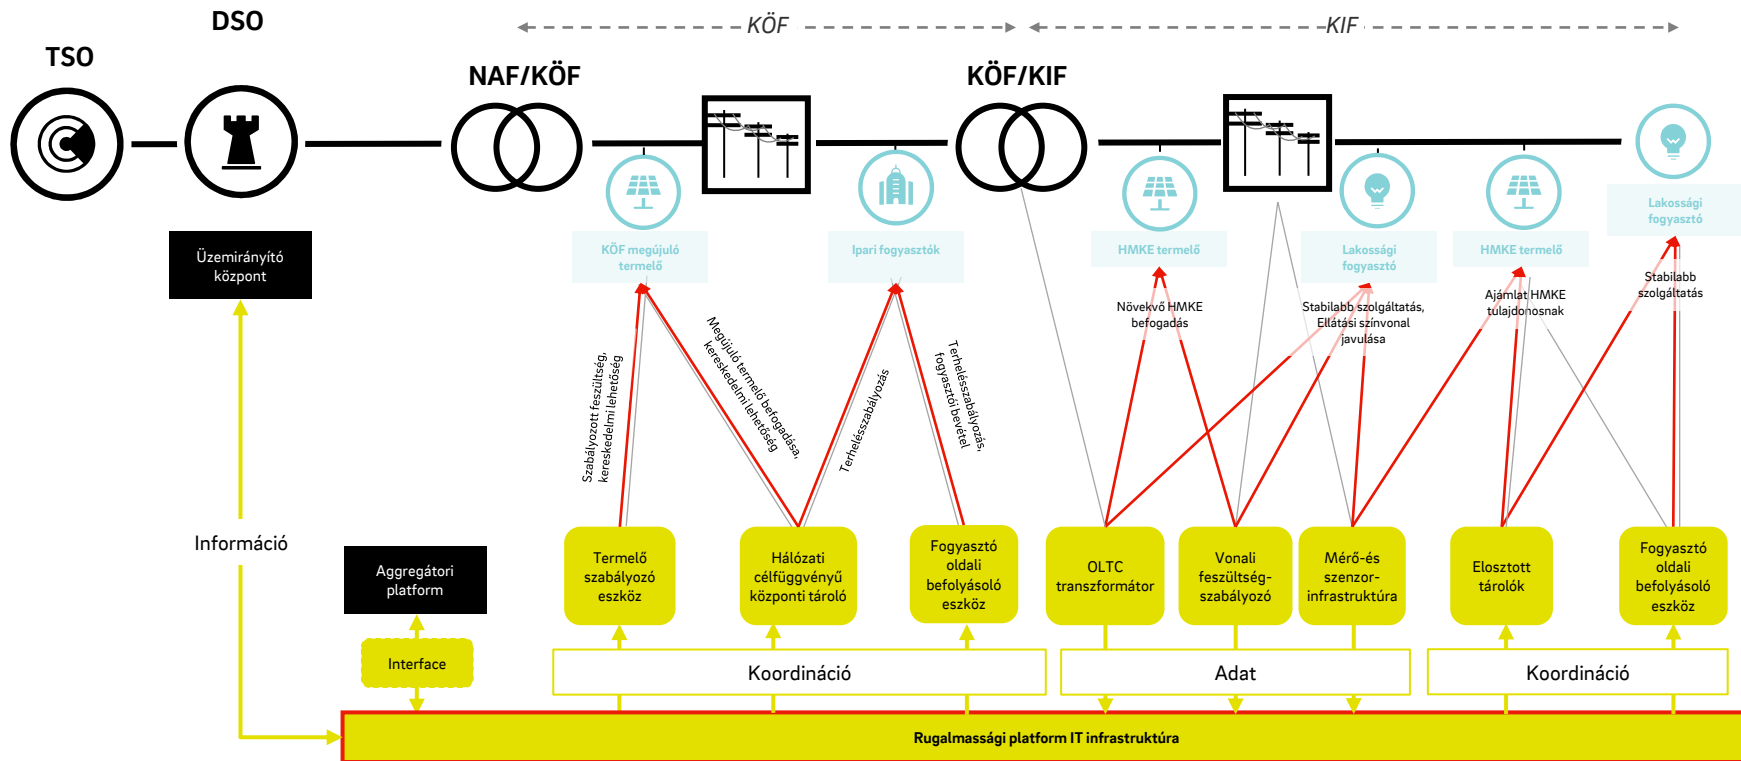 TSO
DSO
KÖF
KIF
NAF/KÖF
KÖF/KIF
Üzemirányító
központ
KÖF megújuló
termelő
Ipari fogyasztók
HMKE termelő
Lakossági
fogyasztó
HMKE termelő
Lakossági
fogyasztó
Szabályozott feszültség,
kereskedelmi lehetőség
Megújuló termelő befogadása,
kereskedelmi lehetőség
Terhelésszabályozás
Terhelésszabályozás,
fogyasztói bevétel
Növekvő HMKE
befogadás
Stabilabb szolgáltatás,
Ellátási színvonal
javulása
Ajámlat HMKE
tulajdonosnak
Stabilabb
szolgáltatás
Információ
Aggregátori
platform
Interface
Termelő
szabályozó
eszköz
Hálózati
célfüggvényű
központi tároló
Fogyasztó
oldali
befolyásoló
eszköz
OLTC
transzformátor
Vonali
feszültség-
szabályozó
Mérő-és
szenzor-
infrastruktúra
Elosztott
tárolók
Fogyasztó
oldali
befolyásoló
eszköz
Koordináció
Adat
Koordináció
Rugalmassági platform IT infrastruktúra